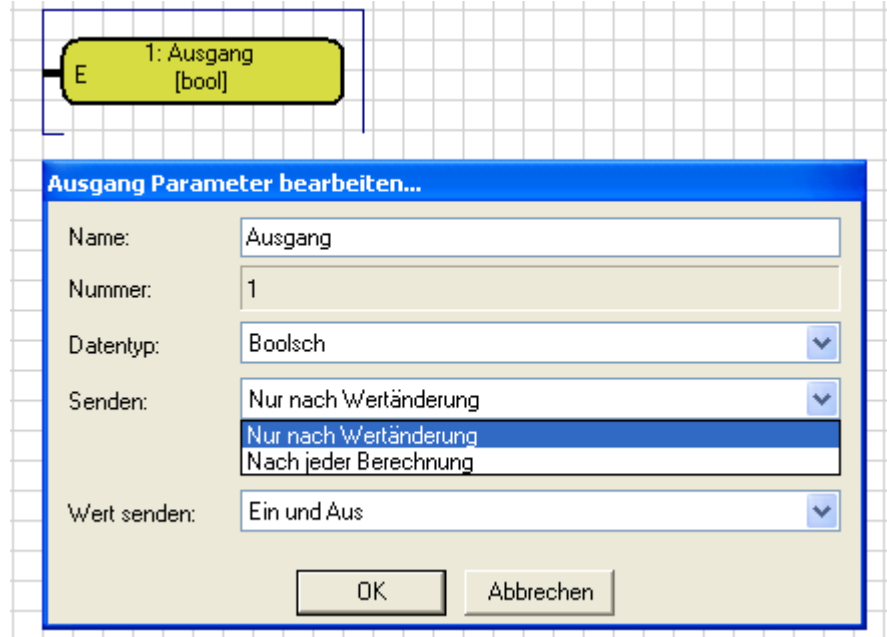 1: Ausgang
E
[bool]
Ausgang Parameter bearbeiten...
Name: Ausgang
Nummer: 1
Datentyp: Boolsch
Senden: Nur nach Wertänderung
Nur nach Wertänderung
Nach jeder Berechnung
Wert senden: Ein und Aus
OK Abbrechen